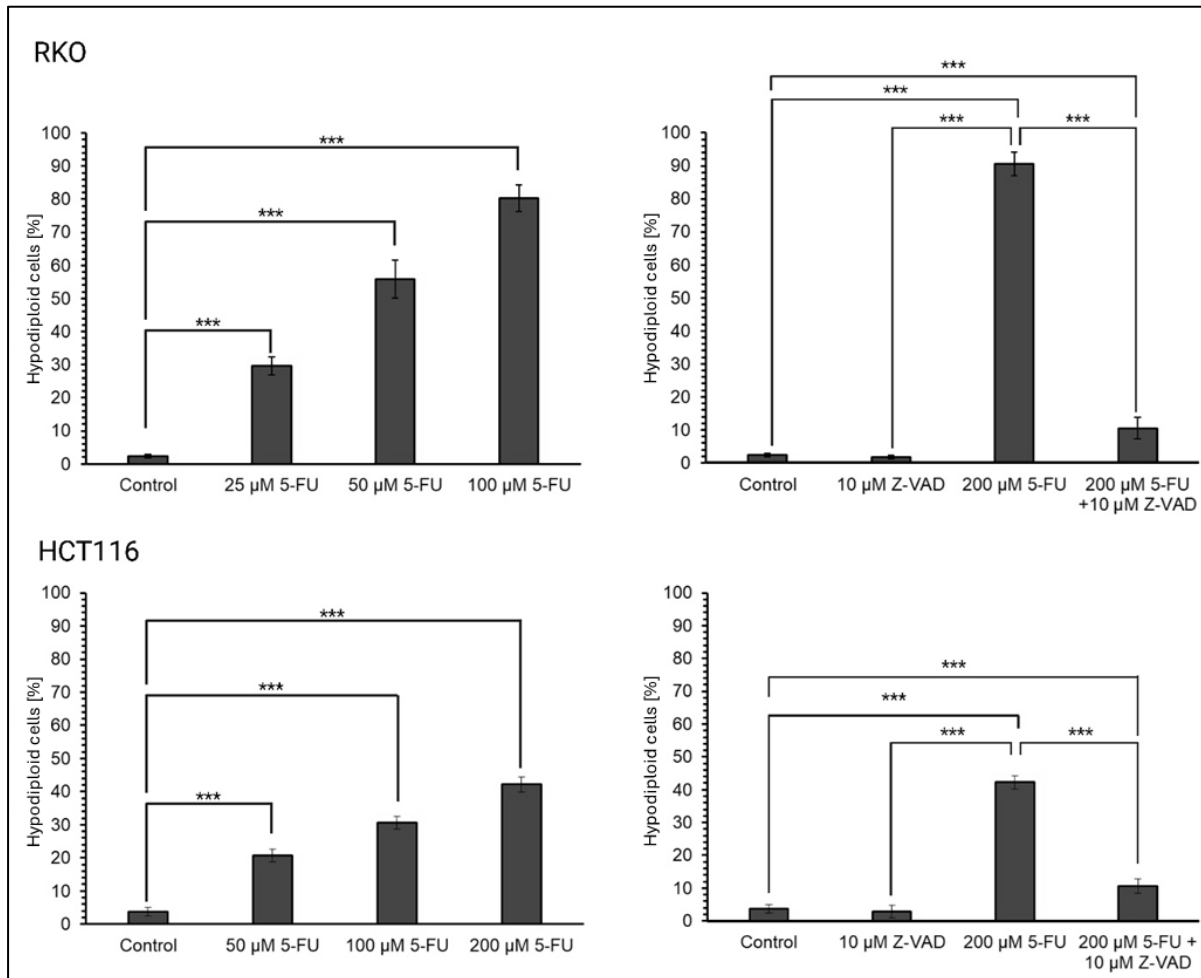 RKO
***
***
***
Hypodiploid cells [%]
100
90
80
70
60
50
40
30
20
10
0
Control
25 µM 5-FU
50 µM 5-FU
100 µM 5-FU
***
***
***
***
Hypodiploid cells [%]
100
90
80
70
60
50
40
30
20
10
0
Control
10 µM Z-VAD
200 µM 5-FU
200 µM 5-FU
+10 µM Z-VAD
HCT116
***
***
***
Hypodiploid cells [%]
100
90
80
70
60
50
40
30
20
10
0
Control
50 µM 5-FU
100 µM 5-FU
200 µM 5-FU
***
***
***
***
Hypodiploid cells [%]
100
90
80
70
60
50
40
30
20
10
0
Control
10 µM Z-VAD
200 µM 5-FU
200 µM 5-FU +
10 µM Z-VAD